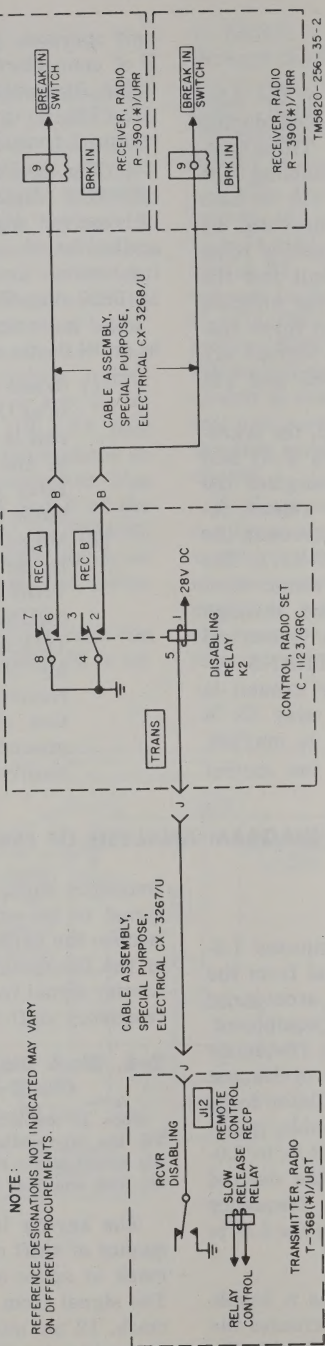 NOTE:
REFERENCE DESIGNATIONS NOT INDICATED MAY VARY
ON DIFFERENT PROCUREMENTS.
RCVR
DISABLING
J
J12
REMOTE
CONTROL
RECP
SLOW
RELEASE
RELAY
RELAY
CONTROL
TRANSMITTER, RADIO
T-368(*)/URT
CABLE ASSEMBLY,
SPECIAL PURPOSE,
ELECTRICAL CX-3267/U
J
TRANS
REC A
REC B
7
8
6
3
4
2
5
1
28V DC
DISABLING
RELAY
K2
CONTROL, RADIO SET
C-1123/GRC
B
B
CABLE ASSEMBLY,
SPECIAL PURPOSE,
ELECTRICAL CX-3268/U
9
BREAK IN
SWITCH
BRK IN
RECEIVER, RADIO
R-390(*)/URR
9
BREAK IN
SWITCH
BRK IN
RECEIVER, RADIO
R-390(*)/URR
TM5820-256-35-2